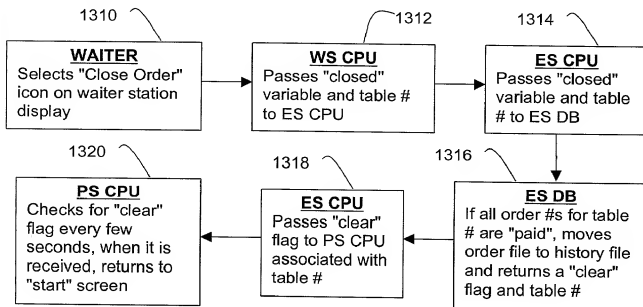 1310
1312
1314
WAITER
Selects "Close Order"
icon on waiter station
display
WS CPU
Passes "closed"
variable and table #
to ES CPU
ES CPU
Passes "closed"
variable and table
# to ES DB
1320
1318
1316
PS CPU
Checks for "clear"
flag every few
seconds, when it is
received, returns to
"start" screen
ES CPU
Passes "clear"
flag to PS CPU
associated with
table #
ES DB
If all order #s for table
# are "paid", moves
order file to history file
and returns a "clear"
flag and table #